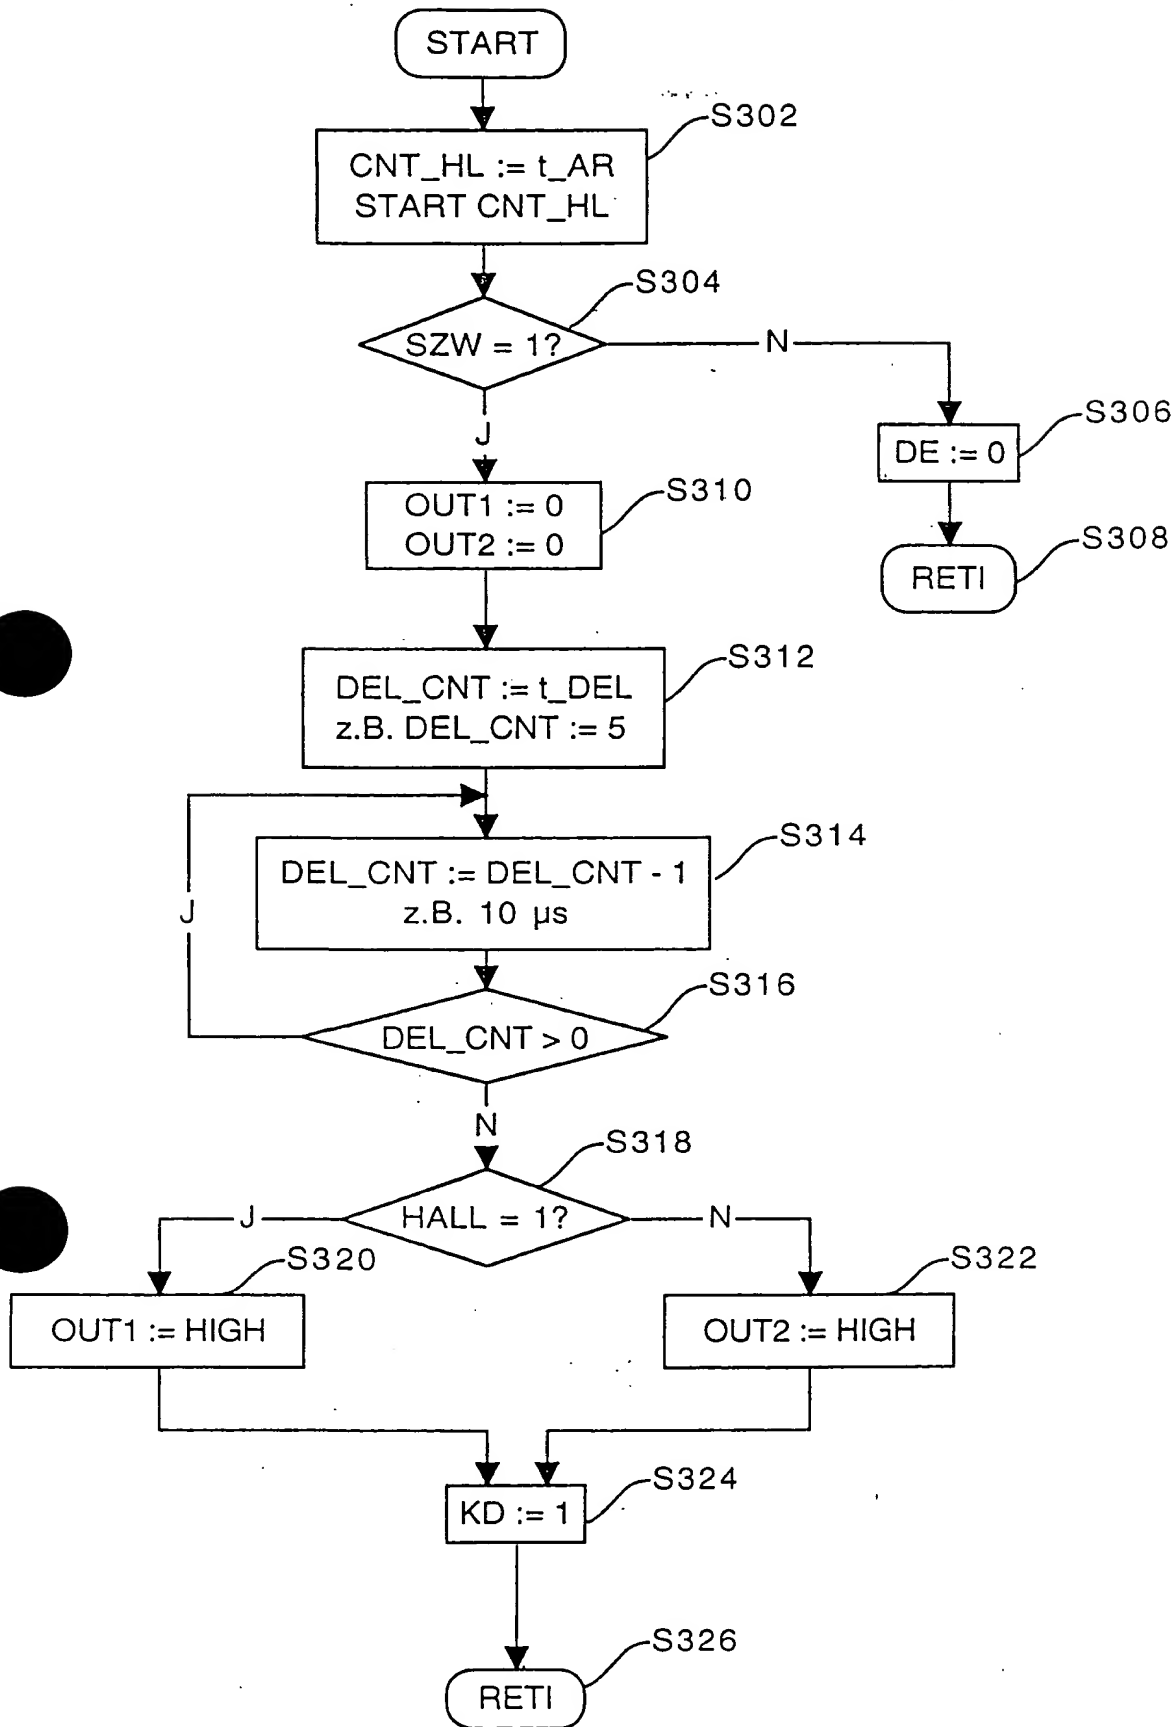 START
S302
CNT_HL := t_AR
START CNT_HL
S304
SZW = 1?
N
J
S306
DE := 0
S310
OUT1 := 0
OUT2 := 0
S308
RETI
S312
DEL_CNT := t_DEL
z.B. DEL_CNT := 5
S314
DEL_CNT := DEL_CNT - 1
z.B. 10 µs
J
S316
DEL_CNT > 0
N
S318
HALL = 1?
J
N
S320
OUT1 := HIGH
S322
OUT2 := HIGH
S324
KD := 1
S326
RETI